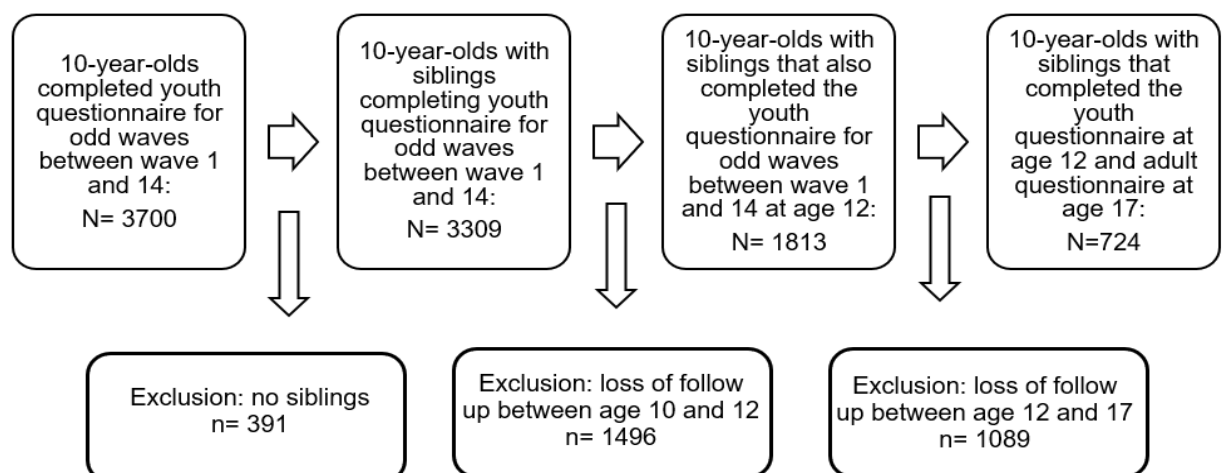 10-year-olds
completed youth
questionnaire for
odd waves
between wave 1
and 14:
N= 3700
10-year-olds with
siblings
completing youth
questionnaire for
odd waves
between wave 1
and 14:
N= 3309
10-year-olds with
siblings that also
completed the
youth
questionnaire for
odd waves
between wave 1
and 14 at age 12:
N= 1813
10-year-olds with
siblings that
completed the
youth
questionnaire at
age 12 and adult
questionnaire at
age 17:
N=724
Exclusion: no siblings
n= 391
Exclusion: loss of follow
up between age 10 and 12
n= 1496
Exclusion: loss of follow
up between age 12 and 17
n= 1089